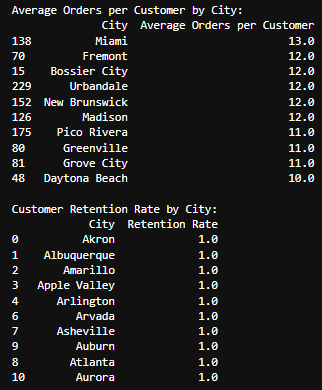 Average Orders per Customer by City:
City Average Orders per Customer
138 Miami 13.0
70 Fremont 12.0
15 Bossier City 12.0
229 Urbandale 12.0
152 New Brunswick 12.0
126 Madison 12.0
175 Pico Rivera 11.0
80 Greenville 11.0
81 Grove City 11.0
48 Daytona Beach 10.0
Customer Retention Rate by City:
City Retention Rate
0 Akron 1.0
1 Albuquerque 1.0
2 Amarillo 1.0
3 Apple Valley 1.0
4 Arlington 1.0
6 Arvada 1.0
7 Asheville 1.0
9 Auburn 1.0
8 Atlanta 1.0
10 Aurora 1.0